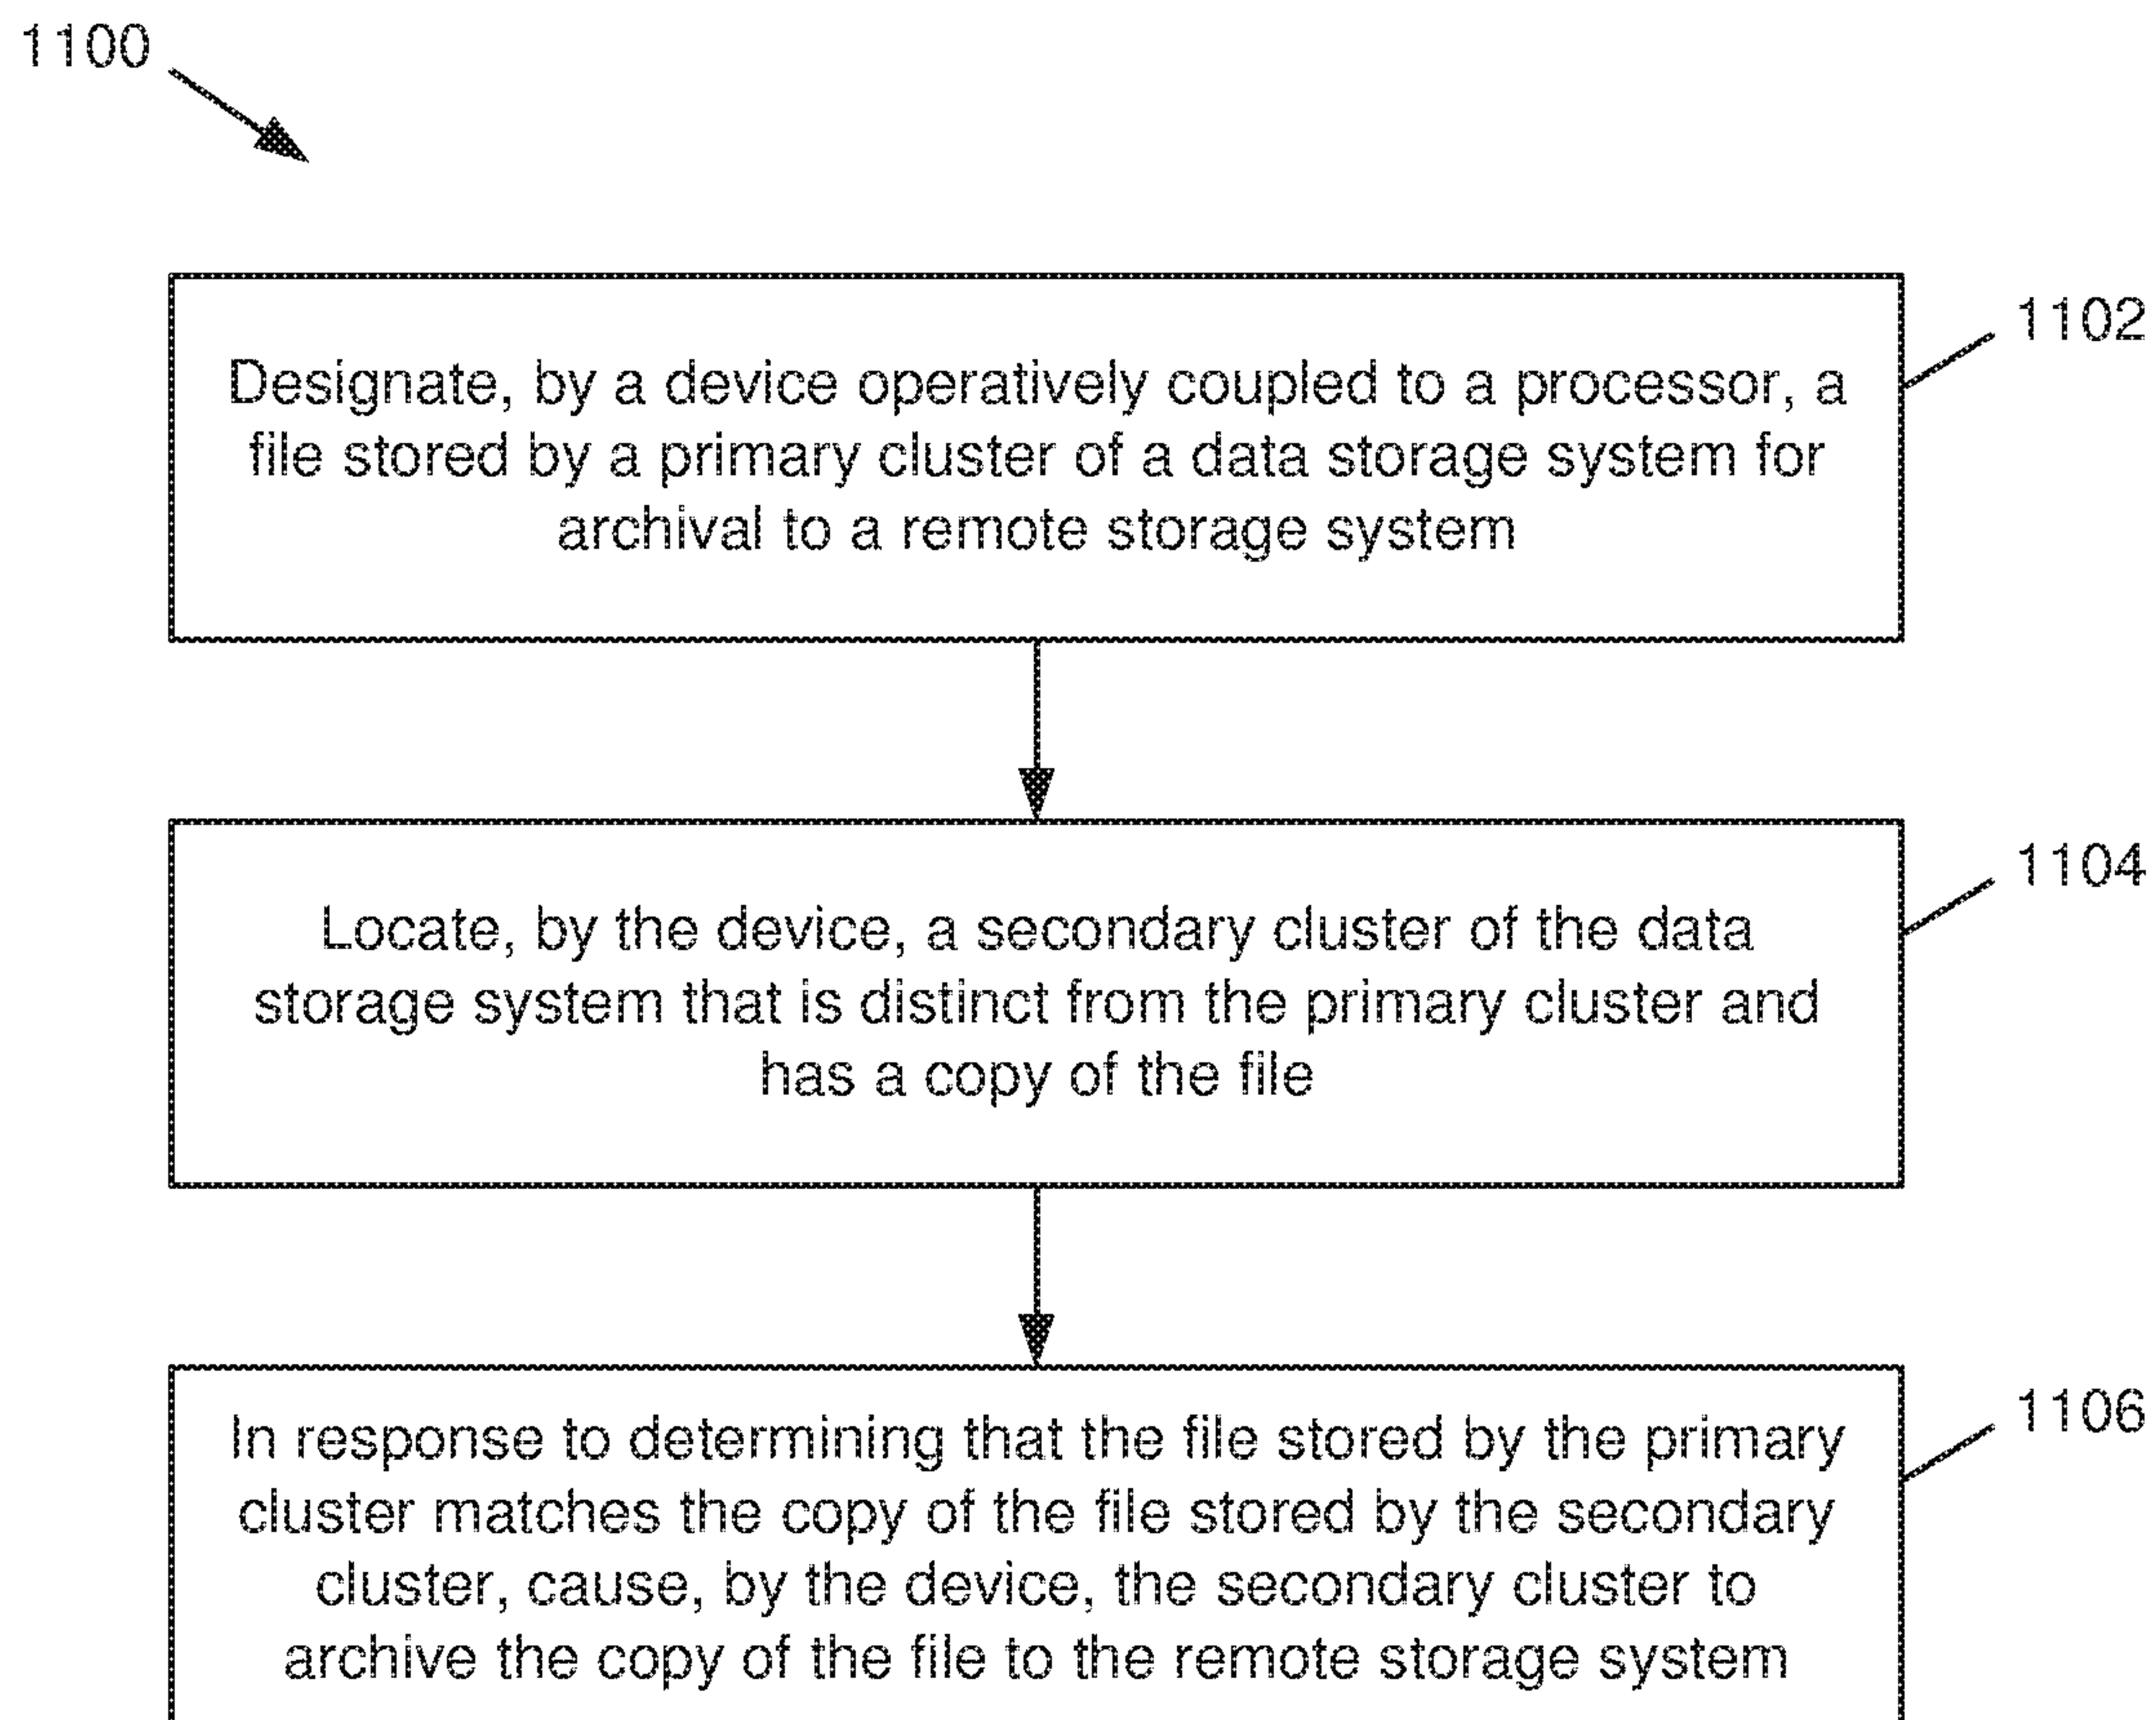 1100
1102
Designate, by a device operatively coupled to a processor, a
file stored by a primary cluster of a data storage system for
archival to a remote storage system
1104
Locate, by the device, a secondary cluster of the data
storage system that is distinct from the primary cluster and
has a copy of the file
1106
In response to determining that the file stored by the primary
cluster matches the copy of the file stored by the secondary
cluster, cause, by the device, the secondary cluster to
archive the copy of the file to the remote storage system